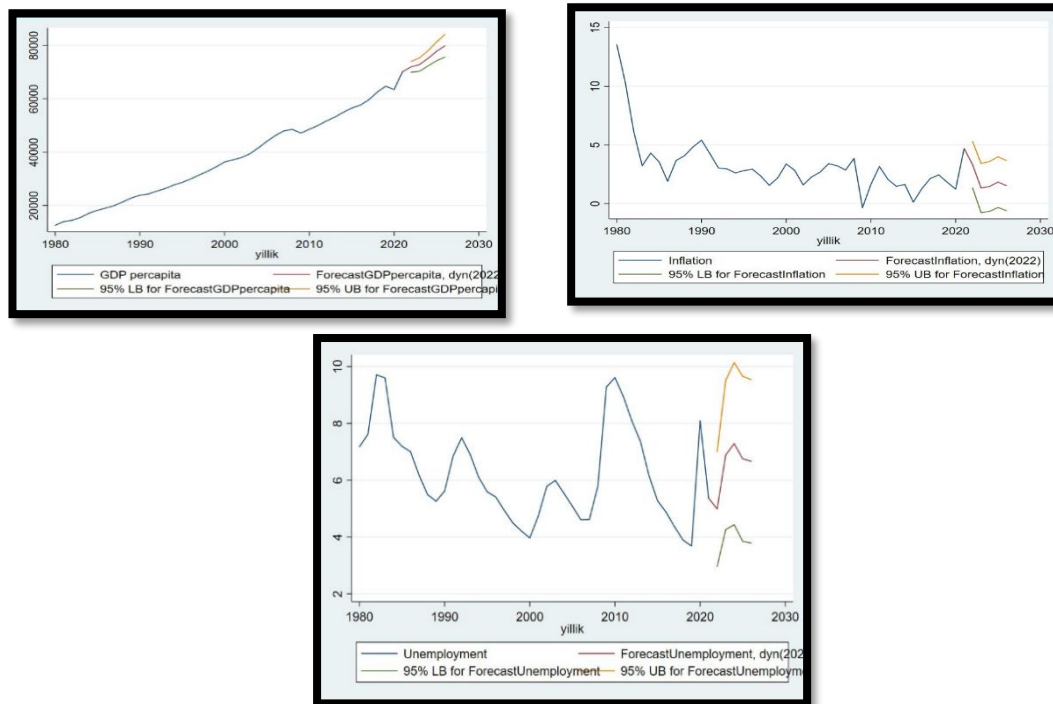 80000
60000
40000
20000
1980 1990 2000 2010 2020 2030
yillik
GDP percapita ForecastGDPpercapita, dyn(2022
95% LB for ForecastGDPpercapita 95% UB for ForecastGDPpercapi
15
10
5
0
1980 1990 2000 2010 2020 2030
yillik
Inflation ForecastInflation, dyn(2022)
95% LB for ForecastInflation 95% UB for ForecastInflation
10
8
6
4
2
1980 1990 2000 2010 2020 2030
yillik
Unemployment ForecastUnemployment, dyn(202
95% LB for ForecastUnemployment 95% UB for ForecastUnemploym